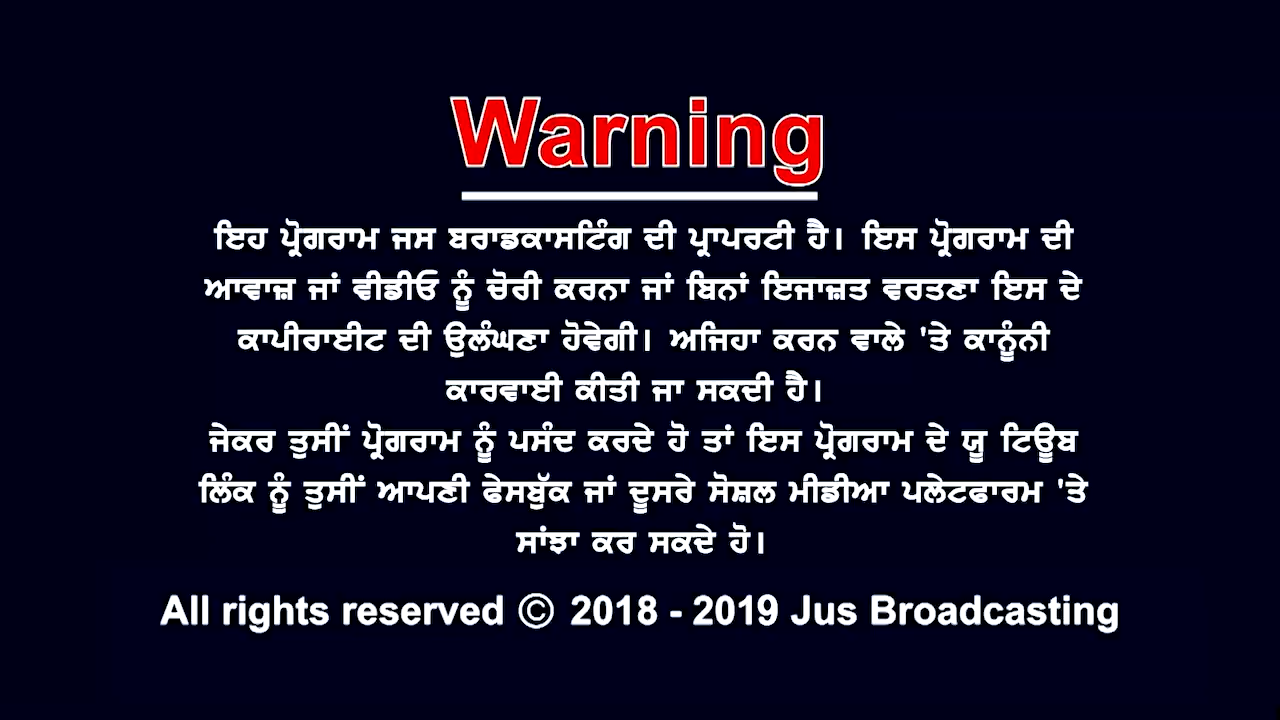 Warning
ਇਹ ਪ੍ਰੋਗਰਾਮ ਜਸ ਬਰਾਡਕਾਸਟਿੰਗ ਦੀ ਪ੍ਰਾਪਰਟੀ ਹੈ। ਇਸ ਪ੍ਰੋਗਰਾਮ ਦੀ
ਆਵਾਜ਼ ਜਾਂ ਵੀਡੀਓ ਨੂੰ ਚੋਰੀ ਕਰਨਾ ਜਾਂ ਬਿਨਾਂ ਇਜਾਜ਼ਤ ਵਰਤਣਾ ਇਸ ਦੇ
ਕਾਪੀਰਾਈਟ ਦੀ ਉਲੰਘਣਾ ਹੋਵੇਗੀ। ਅਜਿਹਾ ਕਰਨ ਵਾਲੇ 'ਤੇ ਕਾਨੂੰਨੀ
ਕਾਰਵਾਈ ਕੀਤੀ ਜਾ ਸਕਦੀ ਹੈ।
ਜੇਕਰ ਤੁਸੀਂ ਪ੍ਰੋਗਰਾਮ ਨੂੰ ਪਸੰਦ ਕਰਦੇ ਹੋ ਤਾਂ ਇਸ ਪ੍ਰੋਗਰਾਮ ਦੇ ਯੂ ਟਿਊਬ
ਲਿੰਕ ਨੂੰ ਤੁਸੀਂ ਆਪਣੀ ਫੇਸਬੁੱਕ ਜਾਂ ਦੂਸਰੇ ਸੋਸ਼ਲ ਮੀਡੀਆ ਪਲੇਟਫਾਰਮ 'ਤੇ
ਸਾਂਝਾ ਕਰ ਸਕਦੇ ਹੋ।
All rights reserved © 2018 - 2019 Jus Broadcasting